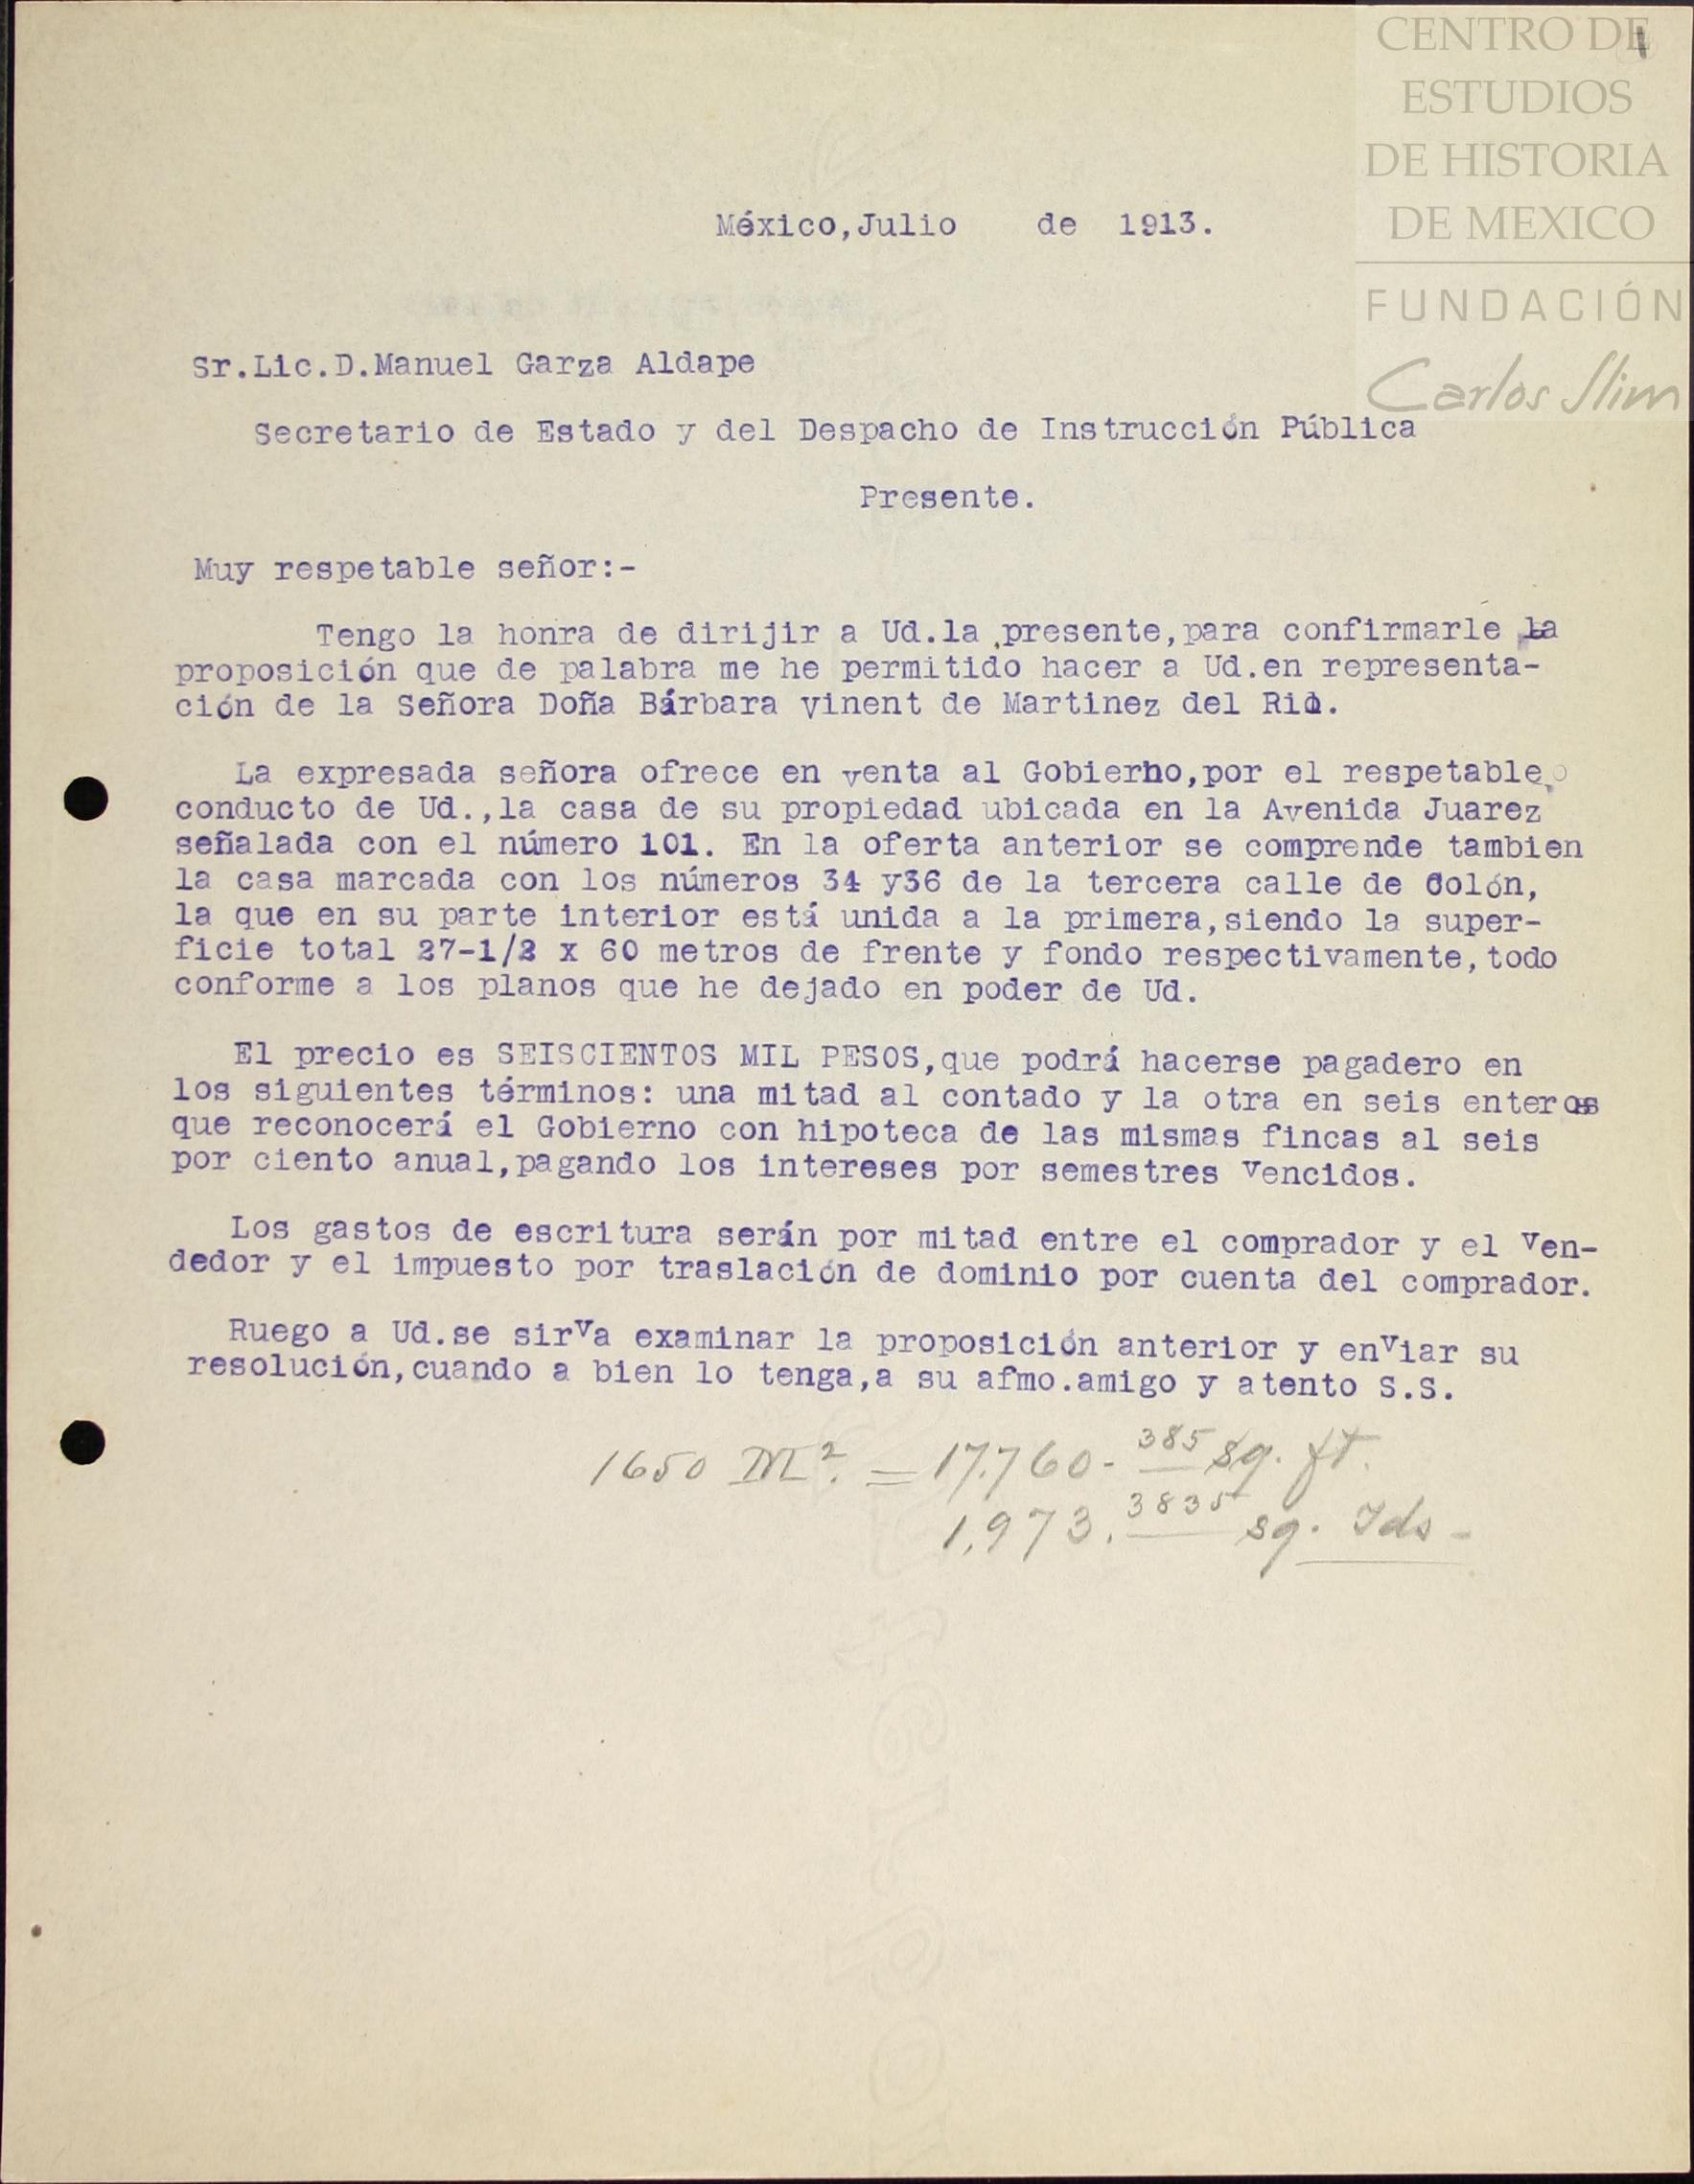 CENTRO DE
ESTUDIOS
DE HISTORIA
DE MEXICO
FUNDACIÓN
Carlos Slim
1
México,Julio    de  1913.
Sr.Lic.D.Manuel Garza Aldape
Secretario de Estado y del Despacho de Instrucción Pública
Presente.
Muy respetable señor:-
Tengo la honra de dirijir a Ud.la presente,para confirmarle la
proposición que de palabra me he permitido hacer a Ud.en representa-
ción de la Señora Doña Bárbara Vinent de Martinez del Rio.
La expresada señora ofrece en venta al Gobierno,por el respetable
conducto de Ud.,la casa de su propiedad ubicada en la Avenida Juarez
señalada con el número 101. En la oferta anterior se comprende tambien
la casa marcada con los números 34 y36 de la tercera calle de Colón,
la que en su parte interior está unida a la primera,siendo la super-
ficie total 27-1/2 x 60 metros de frente y fondo respectivamente,todo
conforme a los planos que he dejado en poder de Ud.
El precio es SEISCIENTOS MIL PESOS,que podrá hacerse pagadero en
los siguientes términos: una mitad al contado y la otra en seis enteros
que reconocerá el Gobierno con hipoteca de las mismas fincas al seis
por ciento anual,pagando los intereses por semestres vencidos.
Los gastos de escritura serán por mitad entre el comprador y el ven-
dedor y el impuesto por traslación de dominio por cuenta del comprador.
Ruego a Ud.se sirva examinar la proposición anterior y enviar su
resolución,cuando a bien lo tenga,a su afmo.amigo y atento S.S.
1650 M². = 17.760. 385 sq. ft.
1,973. 3835 sq. Yds -